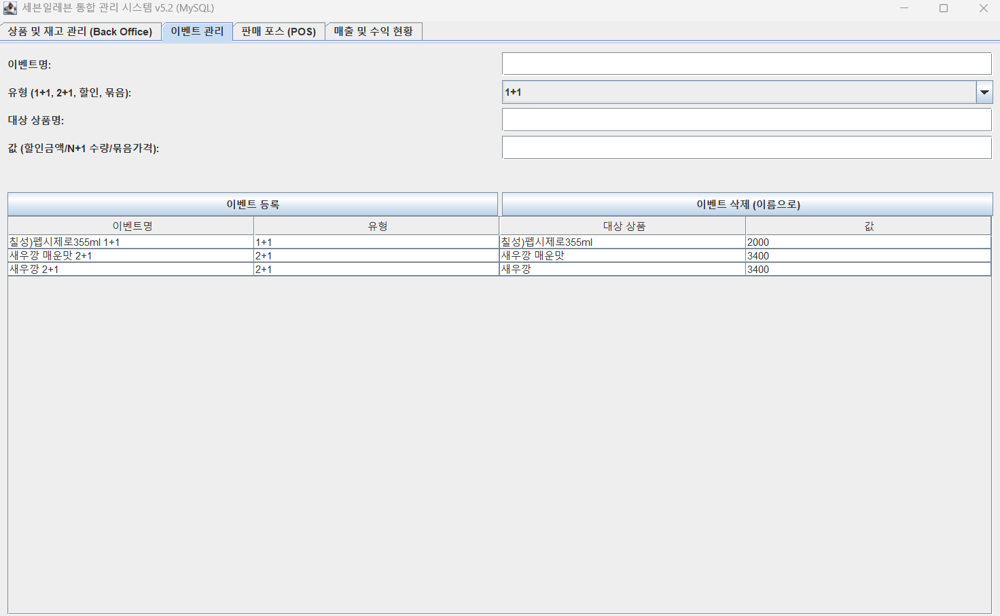 세븐일레븐 통합 관리 시스템 v5.2 (MySQL)
상품 및 재고 관리 (Back Office) 이벤트 관리 판매 포스 (POS) 매출 및 수익 현황
이벤트명:
유형 (1+1, 2+1, 할인, 묶음): 1+1
대상 상품명:
값 (할인금액/N+1 수량/묶음가격):
이벤트 등록 이벤트 삭제 (이름으로)
이벤트명 유형 대상 상품 값
칠성)펩시제로355ml 1+1 1+1 칠성)펩시제로355ml 2000
새우깡 매운맛 2+1 2+1 새우깡 매운맛 3400
새우깡 2+1 2+1 새우깡 3400